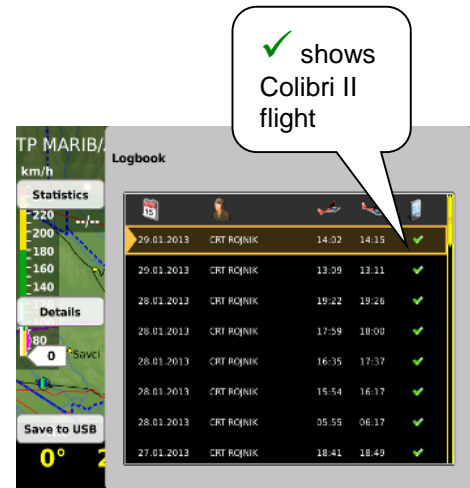 ✓ shows
Colibri II
flight
TP MARIB/
km/h
Logbook
Statistics
15
220 --/--
200
180
160
140
Details
80
0 Savci
Save to USB
0° 2
29.01.2013 CRT ROJNIK 14:02 14:15 ✓
29.01.2013 CRT ROJNIK 13:09 13:11 ✓
28.01.2013 CRT ROJNIK 19:22 19:26 ✓
28.01.2013 CRT ROJNIK 17:59 18:00 ✓
28.01.2013 CRT ROJNIK 16:35 17:37 ✓
28.01.2013 CRT ROJNIK 15:54 16:17 ✓
28.01.2013 CRT ROJNIK 05:55 06:17 ✓
27.01.2013 CRT ROJNIK 18:41 18:49 ✓